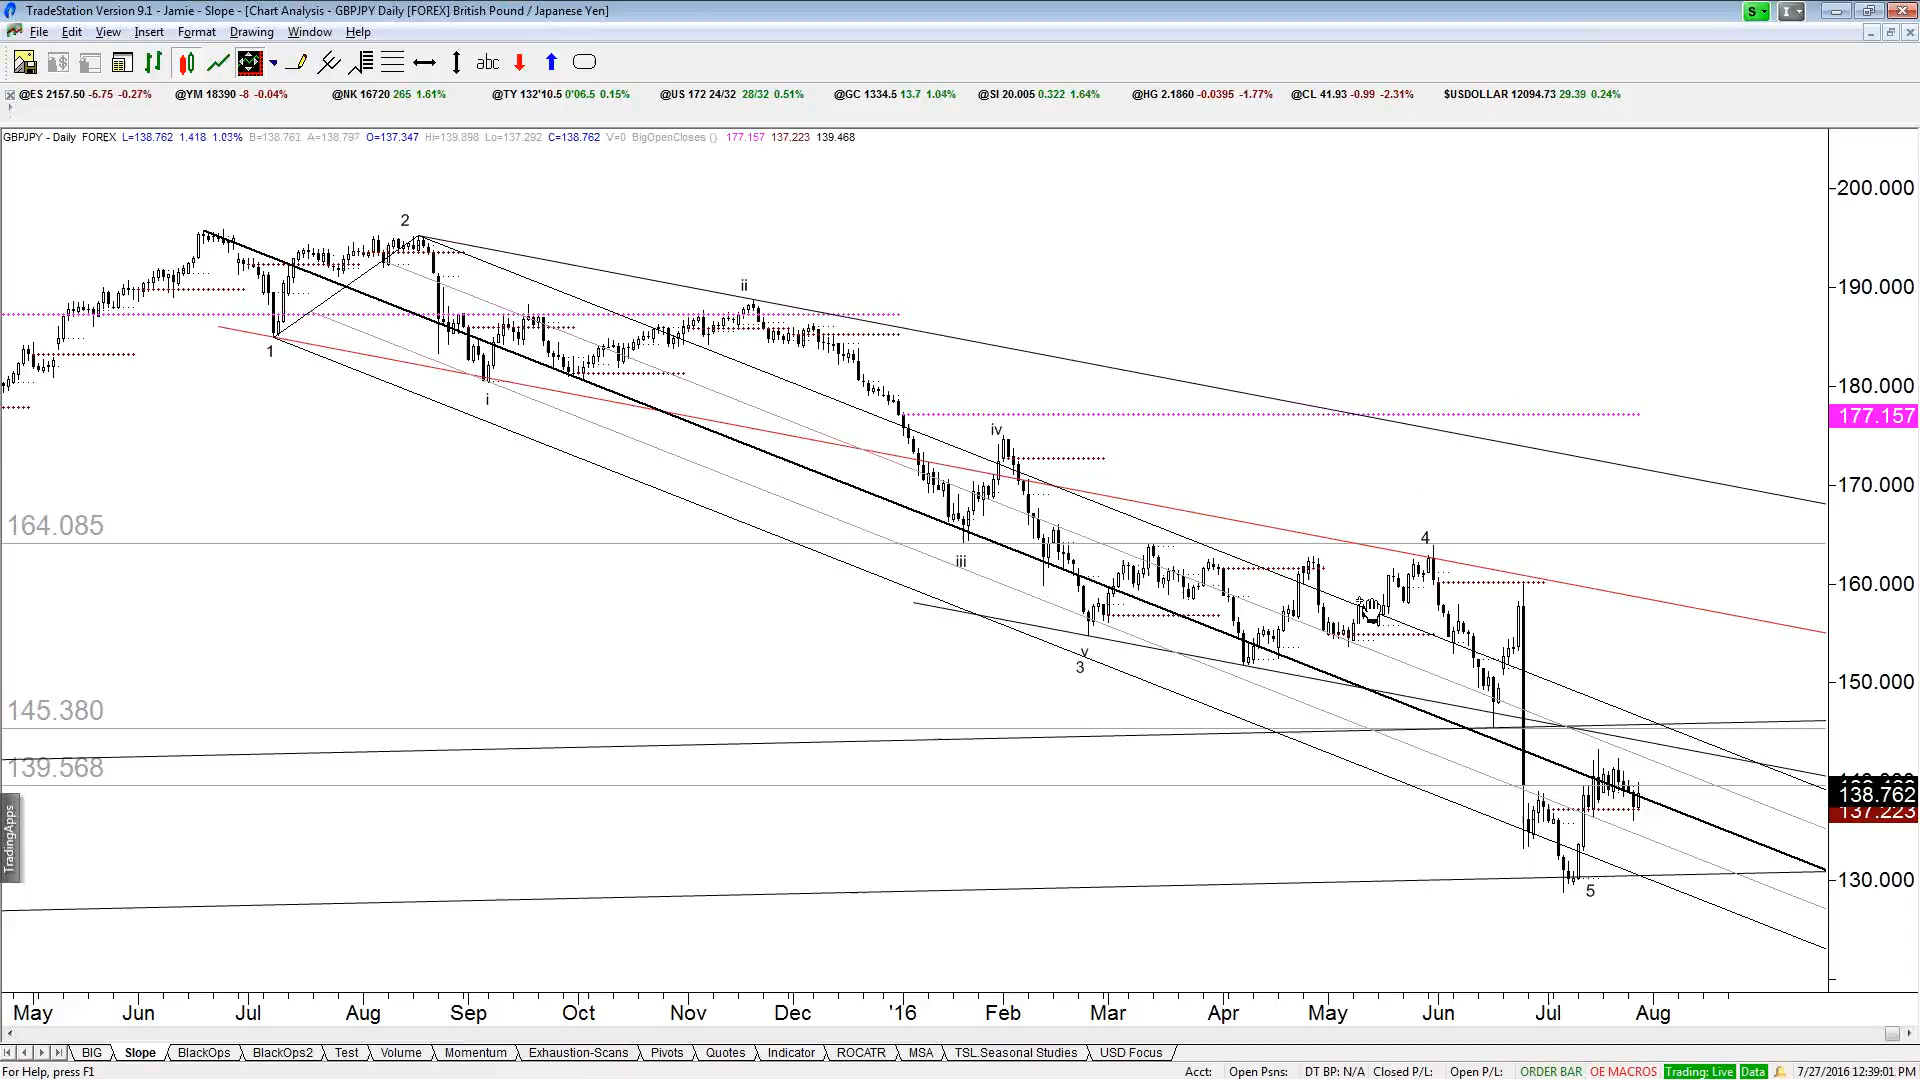 TradeStation Version 9.1 - Jamie - Slope - [Chart Analysis - GBPJPY Daily [FOREX] British Pound / Japanese Yen]
S
I
File Edit View Insert Format Drawing Window Help
abc
@ES 2157.50 -5.75 -0.27% @YM 18390 -8 -0.04% @NK 16720 265 1.61% @TY 132'10.5 0'06.5 0.15% @US 172 24/32 28/32 0.51% @GC 1334.5 13.7 1.04% @SI 20.005 0.322 1.64% @HG 2.1860 -0.0395 -1.77% @CL 41.93 -0.99 -2.31% $USDOLLAR 12094.73 29.39 0.24%
GBPJPY - Daily FOREX L=138.762 1.418 1.03% B=138.762 A=138.797 O=137.347 Hi=139.898 Lo=137.292 C=138.762 V=0 BigOpenCloses () 177.157 137.223 139.468
200.000
190.000
180.000
177.157
170.000
160.000
150.000
138.762
137.223
130.000
2
ii
1
i
iv
164.085
4
iii
v
3
145.380
139.568
5
TradingApps
May Jun Jul Aug Sep Oct Nov Dec '16 Feb Mar Apr May Jun Jul Aug
BIG Slope BlackOps BlackOps2 Test Volume Momentum Exhaustion-Scans Pivots Quotes Indicator ROCATR MSA TSL.Seasonal Studies USD Focus
For Help, press F1 Acct: Open Psns: DT BP: N/A Closed P/L: Open P/L: ORDER BAR OE MACROS Trading: Live Data 7/27/2016 12:39:01 PM